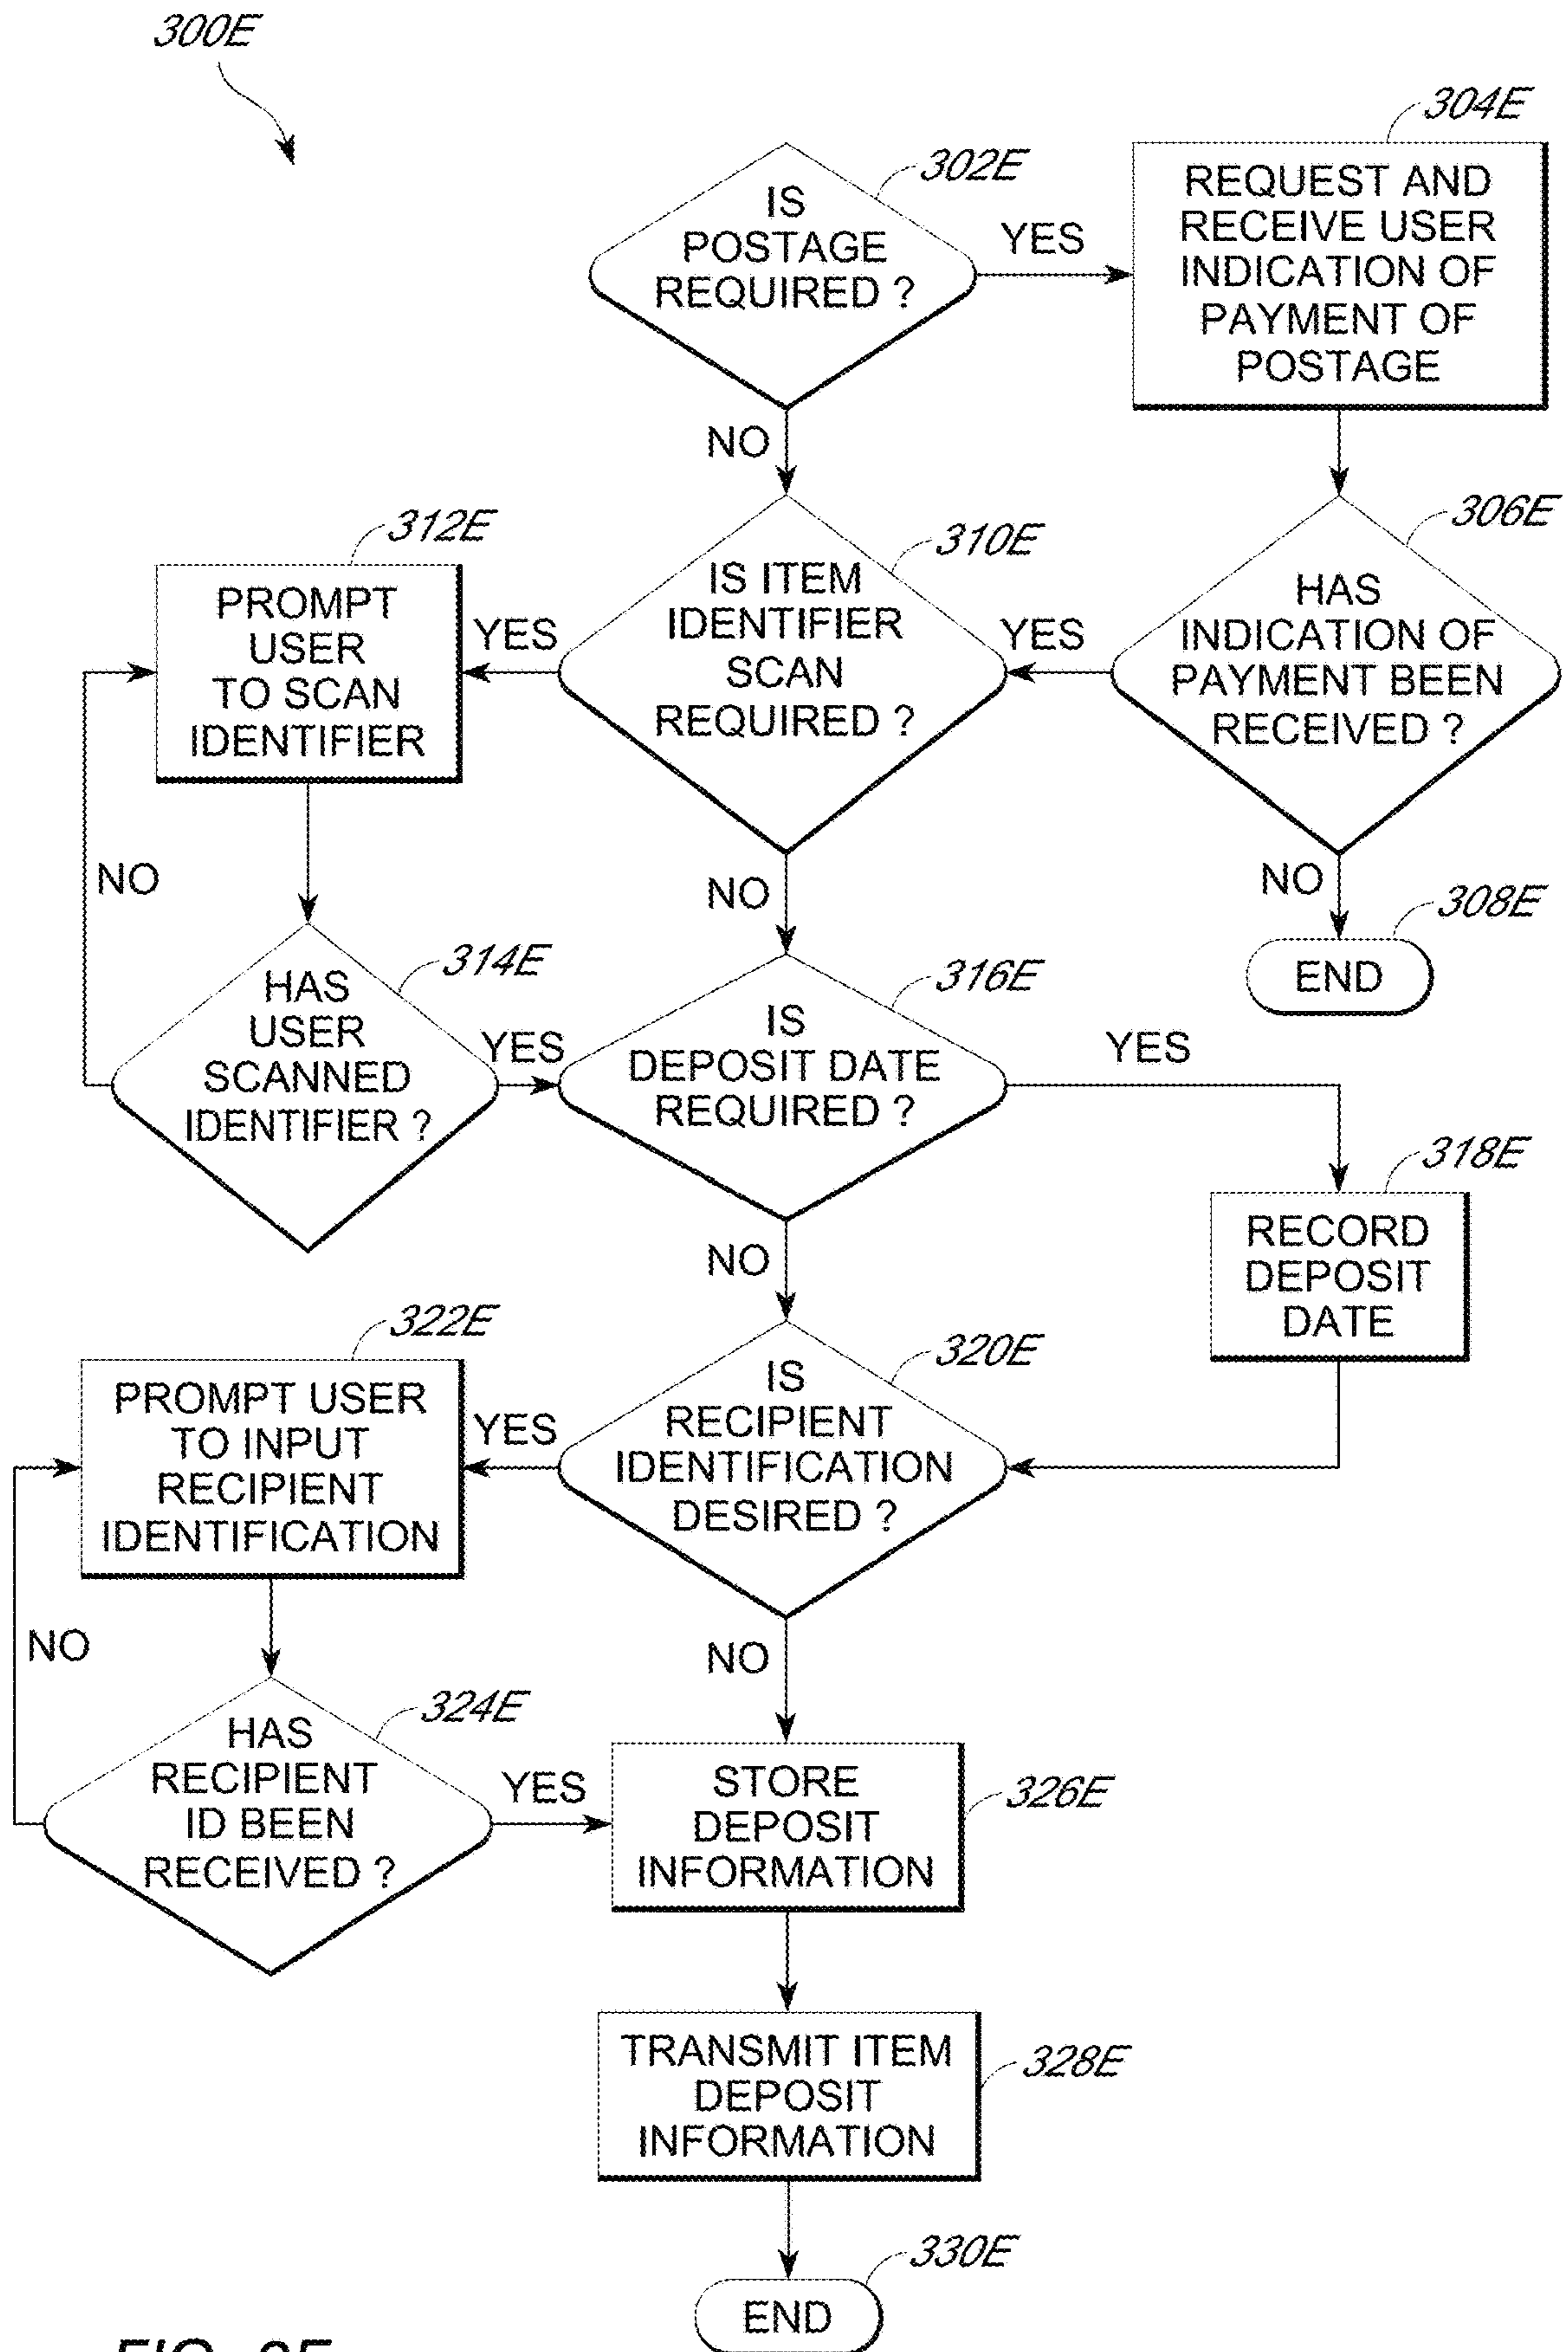 300E
302E
IS
POSTAGE
REQUIRED ?
YES
304E
REQUEST AND
RECEIVE USER
INDICATION OF
PAYMENT OF
POSTAGE
NO
306E
HAS
INDICATION OF
PAYMENT BEEN
RECEIVED ?
YES
NO
308E
END
310E
IS ITEM
IDENTIFIER
SCAN
REQUIRED ?
YES
NO
312E
PROMPT
USER
TO SCAN
IDENTIFIER
NO
314E
HAS
USER
SCANNED
IDENTIFIER ?
YES
316E
IS
DEPOSIT DATE
REQUIRED ?
YES
NO
318E
RECORD
DEPOSIT
DATE
320E
IS
RECIPIENT
IDENTIFICATION
DESIRED ?
YES
NO
322E
PROMPT USER
TO INPUT
RECIPIENT
IDENTIFICATION
NO
324E
HAS
RECIPIENT
ID BEEN
RECEIVED ?
YES
326E
STORE
DEPOSIT
INFORMATION
328E
TRANSMIT ITEM
DEPOSIT
INFORMATION
330E
END